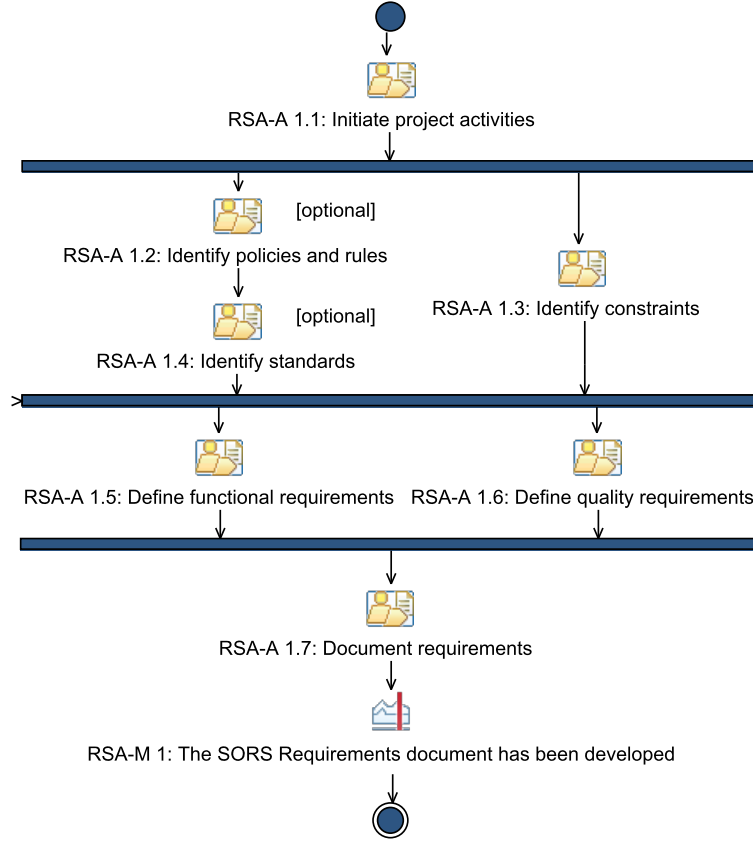 RSA-A 1.1: Initiate project activities
[optional]
RSA-A 1.2: Identify policies and rules
RSA-A 1.3: Identify constraints
[optional]
RSA-A 1.4: Identify standards
RSA-A 1.5: Define functional requirements
RSA-A 1.6: Define quality requirements
RSA-A 1.7: Document requirements
RSA-M 1: The SORS Requirements document has been developed